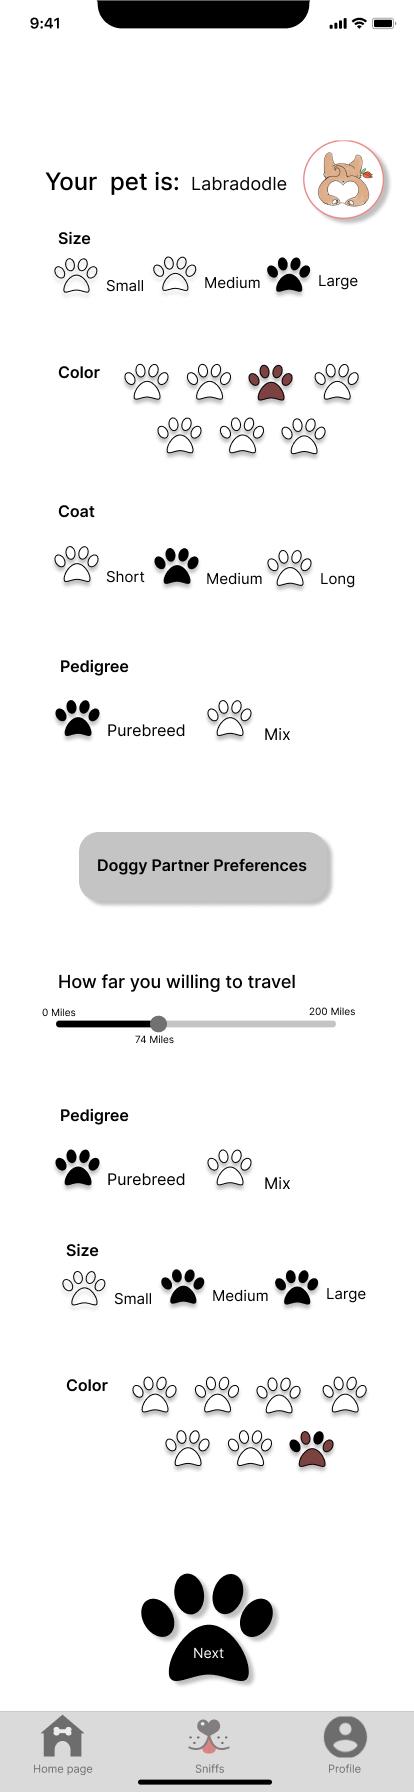 9:41
Your pet is: Labradodle
Size
Small Medium Large
Color
Coat
Short Medium Long
Pedigree
Purebreed Mix
Doggy Partner Preferences
How far you willing to travel
0 Miles 200 Miles
74 Miles
Pedigree
Purebreed Mix
Size
Small Medium Large
Color
Next
Home page Sniffs Profile